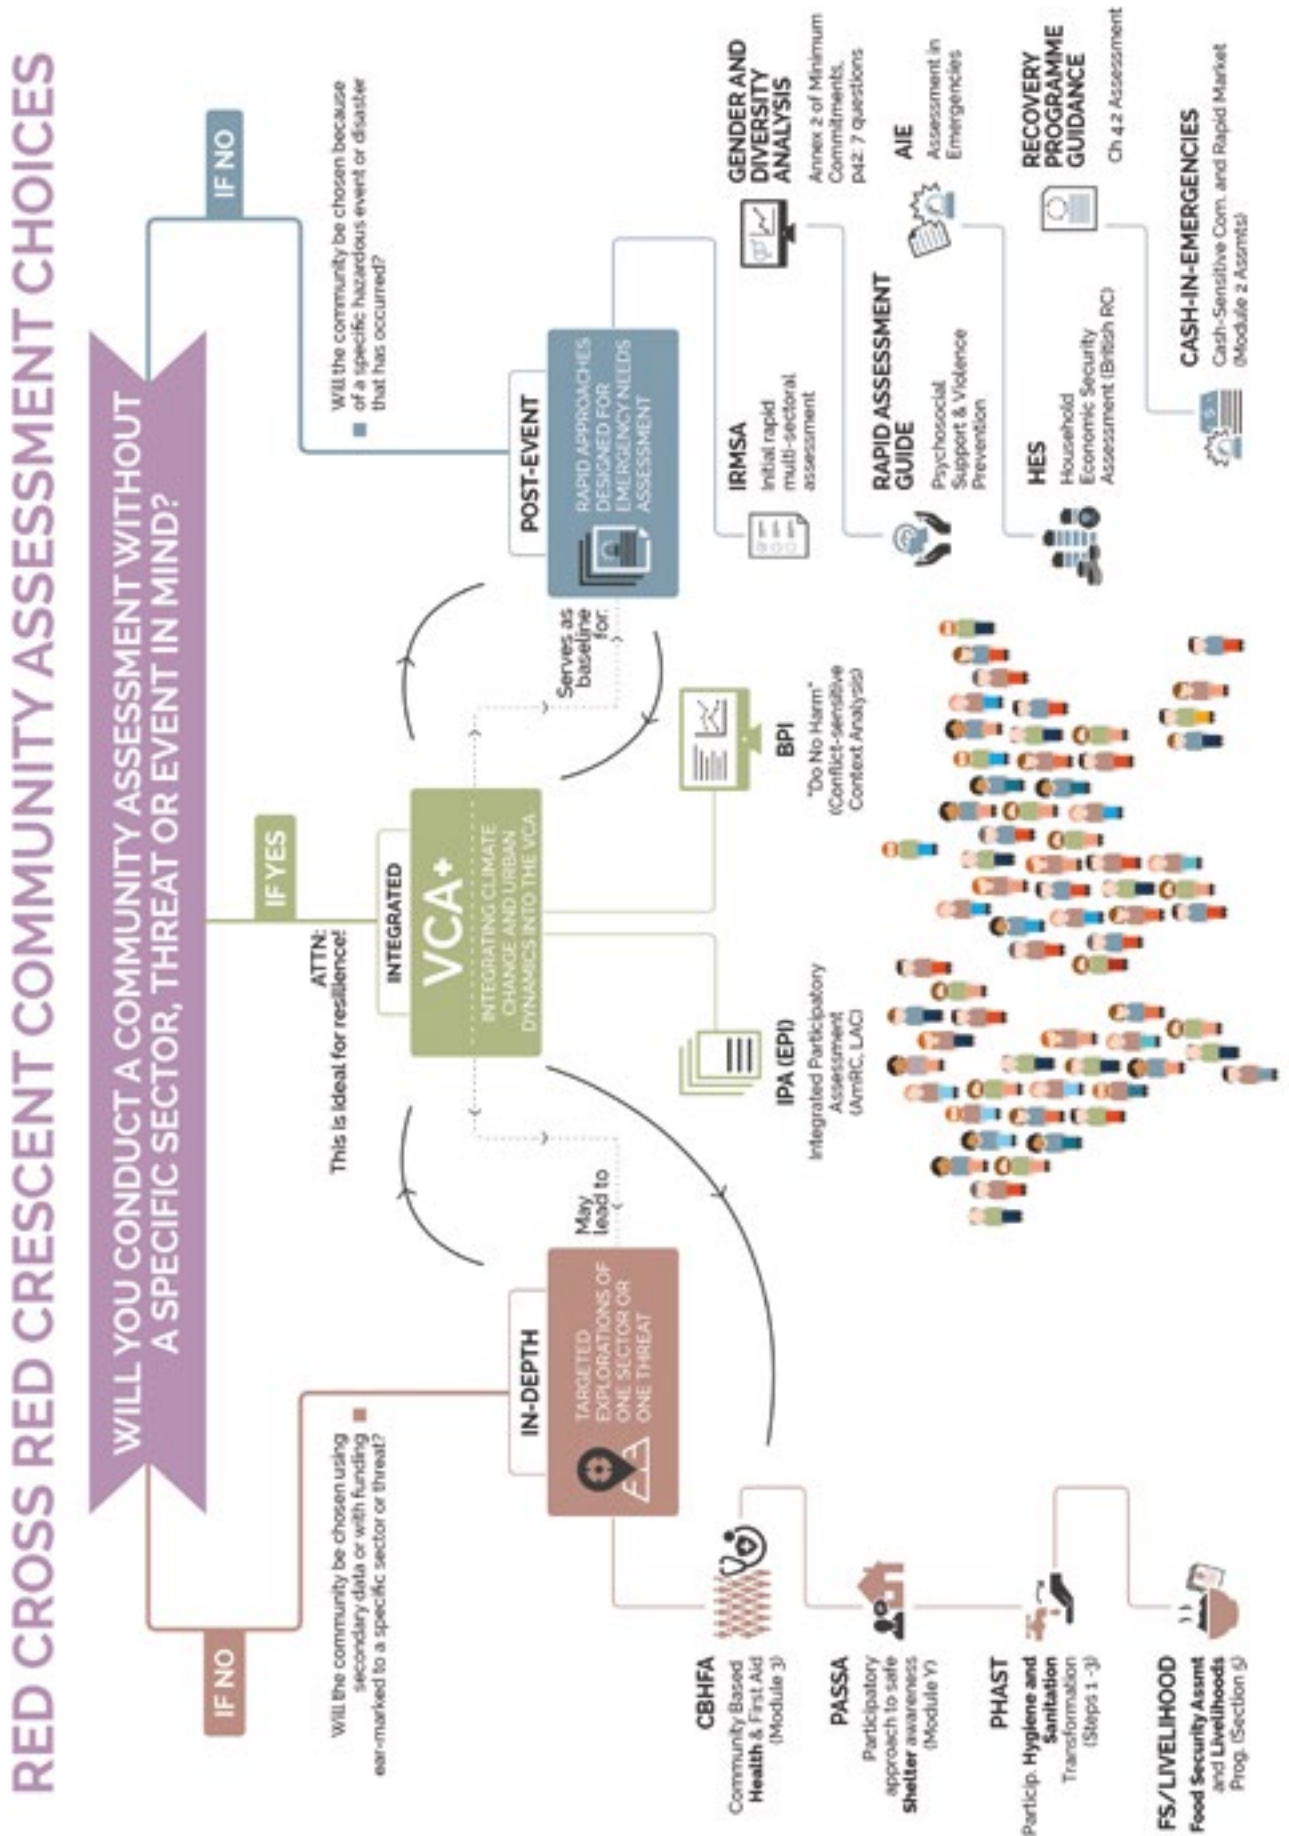 RED CROSS RED CRESCENT COMMUNITY ASSESSMENT CHOICES
WILL YOU CONDUCT A COMMUNITY ASSESSMENT WITHOUT
A SPECIFIC SECTOR, THREAT OR EVENT IN MIND?
IF NO
Will the community be chosen using
secondary data or with funding
ear-marked to a specific sector or threat?
IN-DEPTH
TARGETED
EXPLORATIONS OF
ONE SECTOR OR
ONE THREAT
CBHFA
Community Based
Health & First Aid
(Module 3)
PASSA
Participatory
approach to safe
Shelter awareness
(Module Y)
PHAST
Particip. Hygiene and
Sanitation
Transformation
(Steps 1 -3)
FS/LIVELIHOOD
Food Security Assmt
and Livelihoods
Prog. (Section 5)
IF YES
ATTN:
This is ideal for resilience!
INTEGRATED
VCA+
INTEGRATING CLIMATE
CHANGE AND URBAN
DYNAMICS INTO THE VCA
May
lead to
Serves as
baseline
for:
IPA (EPI)
Integrated Participatory
Assessment
(AmRC, LAC)
BPI
"Do No Harm"
(Conflict-sensitive
Context Analysis)
IF NO
Will the community be chosen because
of a specific hazardous event or disaster
that has occurred?
POST-EVENT
RAPID APPROACHES
DESIGNED FOR
EMERGENCY NEEDS
ASSESSMENT
IRMSA
Initial rapid
multi-sectoral
assessment
GENDER AND
DIVERSITY
ANALYSIS
Annex 2 of Minimum
Commitments,
p42: 7 questions
RAPID ASSESSMENT
GUIDE
Psychosocial
Support & Violence
Prevention
AIE
Assessment in
Emergencies
HES
Household
Economic Security
Assessment (British RC)
RECOVERY
PROGRAMME
GUIDANCE
Ch 4.2 Assessment
CASH-IN-EMERGENCIES
Cash-Sensitive Com. and Rapid Market
(Module 2 Assmts)